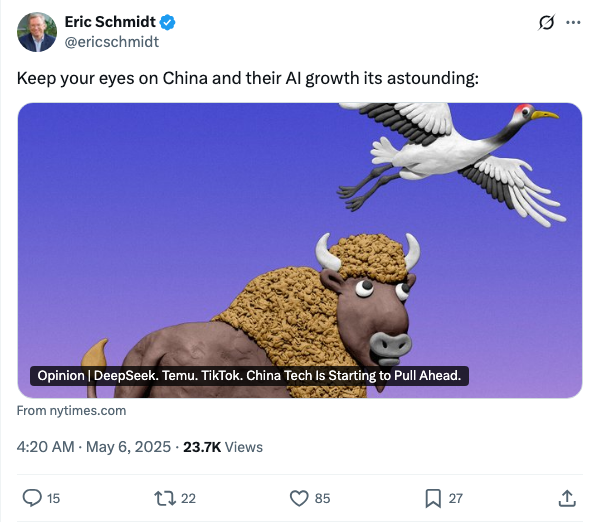 Eric Schmidt
@ericschmidt
Keep your eyes on China and their AI growth its astounding:
Opinion | DeepSeek. Temu. TikTok. China Tech Is Starting to Pull Ahead.
From nytimes.com
4:20 AM · May 6, 2025 · 23.7K Views
15 22 85 27